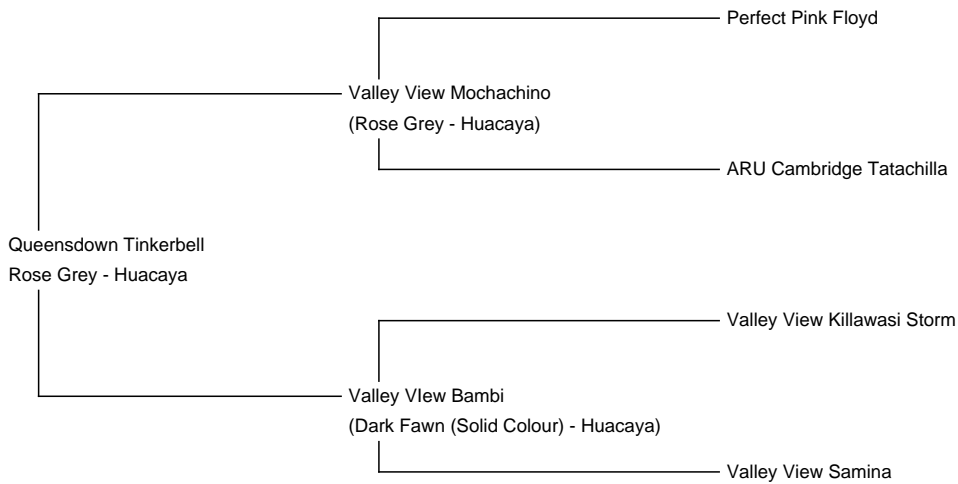 Perfect Pink Floyd
Valley View Mochachino
(Rose Grey - Huacaya)
ARU Cambridge Tatachilla
Queensdown Tinkerbell
Rose Grey - Huacaya
Valley View Killawasi Storm
Valley VIew Bambi
(Dark Fawn (Solid Colour) - Huacaya)
Valley View Samina